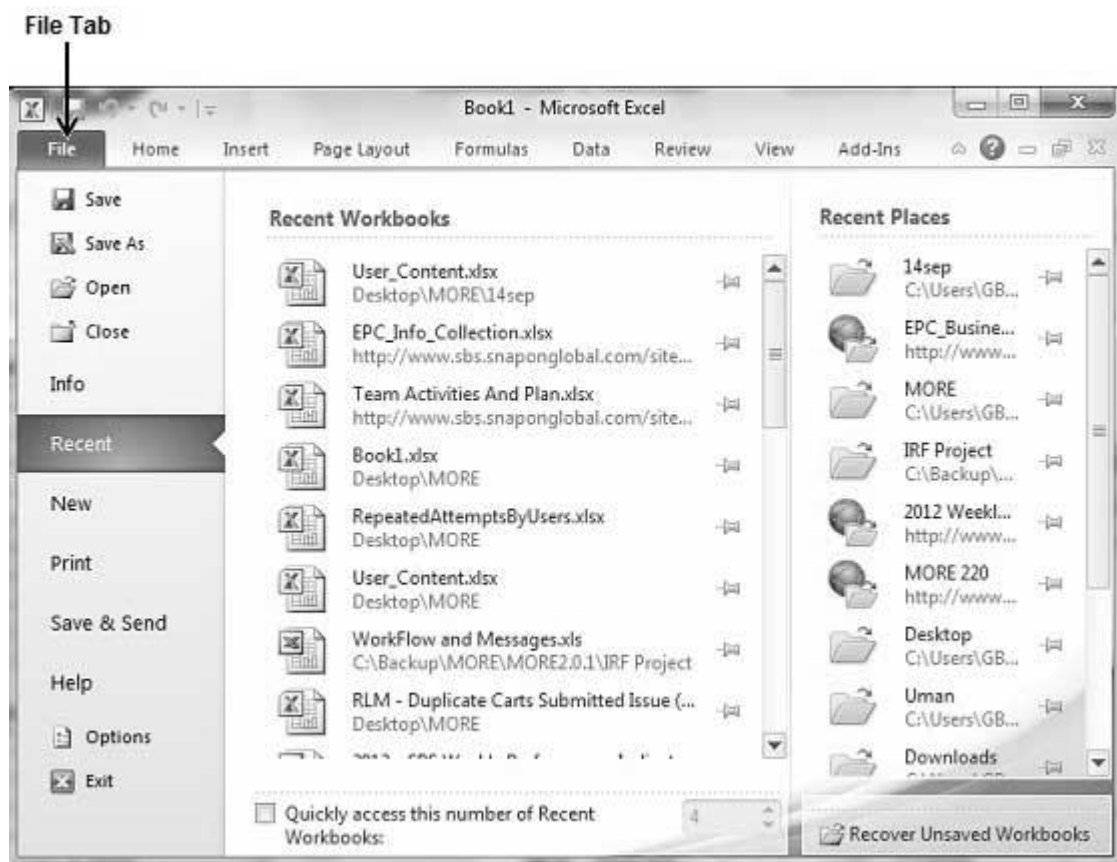 File Tab
Book1 - Microsoft Excel
File Home Insert Page Layout Formulas Data Review View Add-Ins
Save
Save As
Open
Close
Info
Recent
New
Print
Save & Send
Help
Options
Exit
Recent Workbooks
User_Content.xlsx
Desktop\MORE\14sep
EPC_Info_Collection.xlsx
http://www.sbs.snaponglobal.com/site...
Team Activities And Plan.xlsx
http://www.sbs.snaponglobal.com/site...
Book1.xlsx
Desktop\MORE
RepeatedAttemptsByUsers.xlsx
Desktop\MORE
User_Content.xlsx
Desktop\MORE
WorkFlow and Messages.xls
C:\Backup\MORE\MORE2.0.1\IRF Project
RLM - Duplicate Carts Submitted Issue (...
Desktop\MORE
Quickly access this number of Recent
Workbooks:
4
Recent Places
14sep
C:\Users\GB...
EPC_Busine...
http://www...
MORE
C:\Users\GB...
IRF Project
C:\Backup\...
2012 Weekl...
http://www...
MORE 220
http://www...
Desktop
C:\Users\GB...
Uman
C:\Users\GB...
Downloads
Recover Unsaved Workbooks